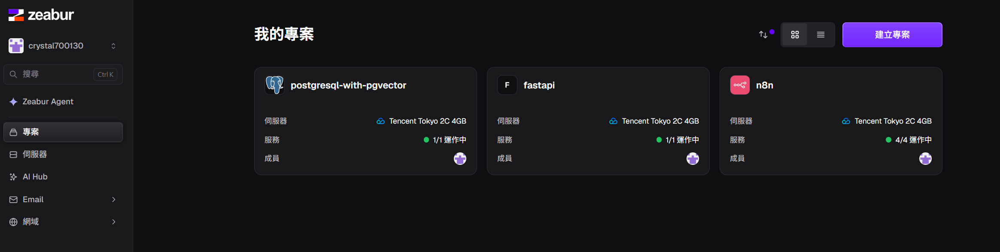 zeabur
crystal700130
搜尋 Ctrl K
Zeabur Agent
專案
伺服器
AI Hub
Email
網域
我的專案
建立專案
postgresql-with-pgvector
伺服器 Tencent Tokyo 2C 4GB
服務 1/1 運作中
成員
F fastapi
伺服器 Tencent Tokyo 2C 4GB
服務 1/1 運作中
成員
n8n
伺服器 Tencent Tokyo 2C 4GB
服務 4/4 運作中
成員